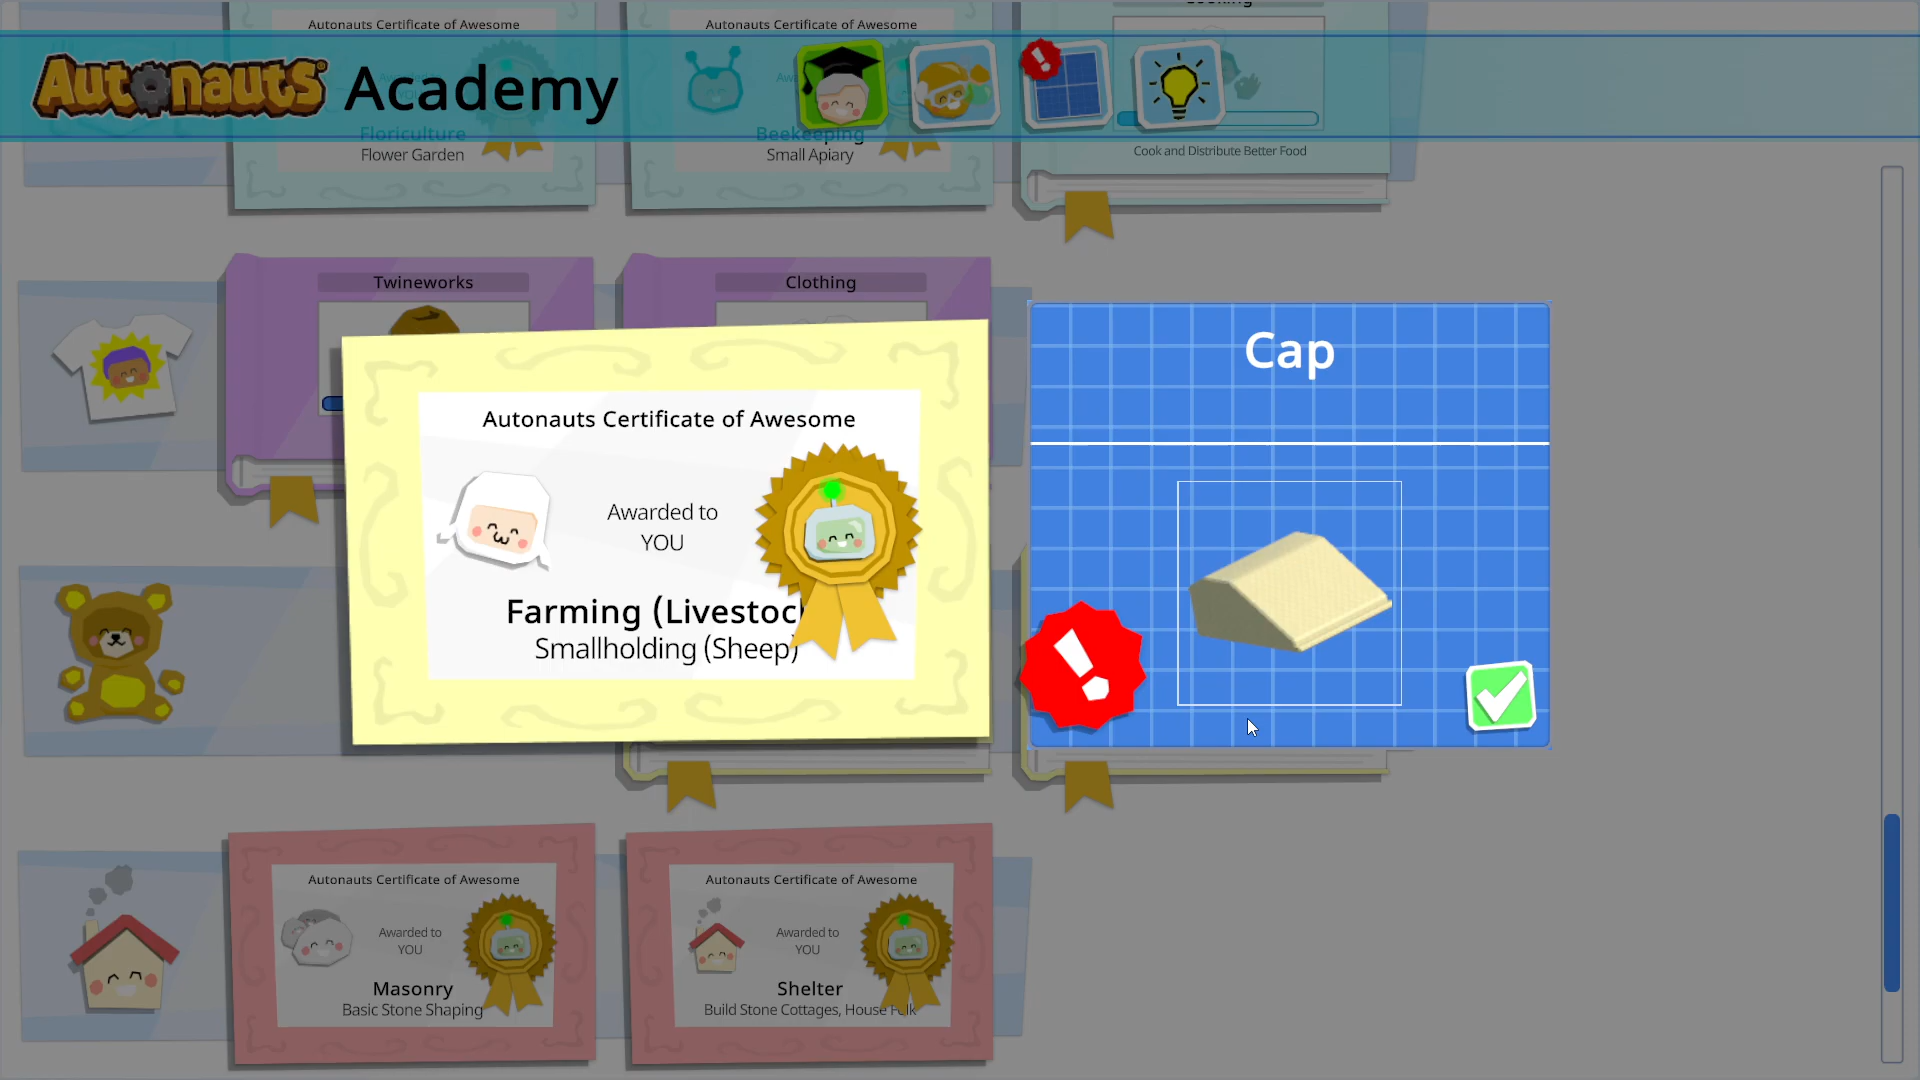 Autonauts Certificate of Awesome
Autonauts Certificate of Awesome
Cooking
Autonauts Academy
Floriculture
Flower Garden
Beekeeping
Small Apiary
Cook and Distribute Better Food
Twineworks
Clothing
Autonauts Certificate of Awesome
Awarded to
YOU
Farming (Livestoc
Smallholding (Sheep)
Cap
Autonauts Certificate of Awesome
Awarded to
YOU
Masonry
Basic Stone Shaping
Autonauts Certificate of Awesome
Awarded to
YOU
Shelter
Build Stone Cottages, House Folk